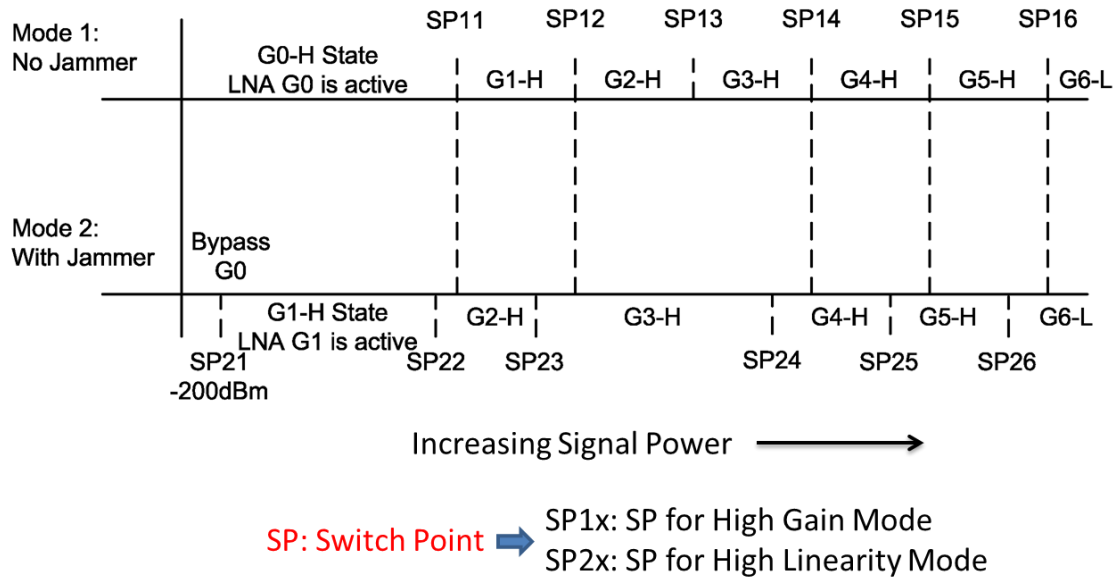 SP11 SP12 SP13 SP14 SP15 SP16
Mode 1:
No Jammer
G0-H State
LNA G0 is active
G1-H G2-H G3-H G4-H G5-H G6-L
Mode 2:
With Jammer
Bypass
G0
G1-H State
LNA G1 is active
G2-H G3-H G4-H G5-H G6-L
SP21 SP22 SP23 SP24 SP25 SP26
-200dBm
Increasing Signal Power
SP: Switch Point
SP1x: SP for High Gain Mode
SP2x: SP for High Linearity Mode